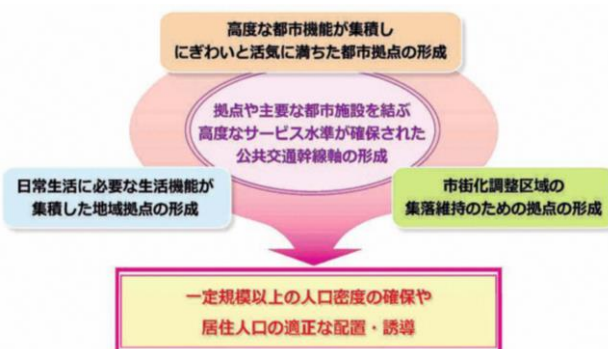 高度な都市機能が集積し
にぎわいと活気に満ちた都市拠点の形成
拠点や主要な都市施設を結ぶ
高度なサービス水準が確保された
公共交通幹線軸の形成
日常生活に必要な生活機能が
集積した地域拠点の形成
市街化調整区域の
集落維持のための拠点の形成
一定規模以上の人口密度の確保や
居住人口の適正な配置・誘導